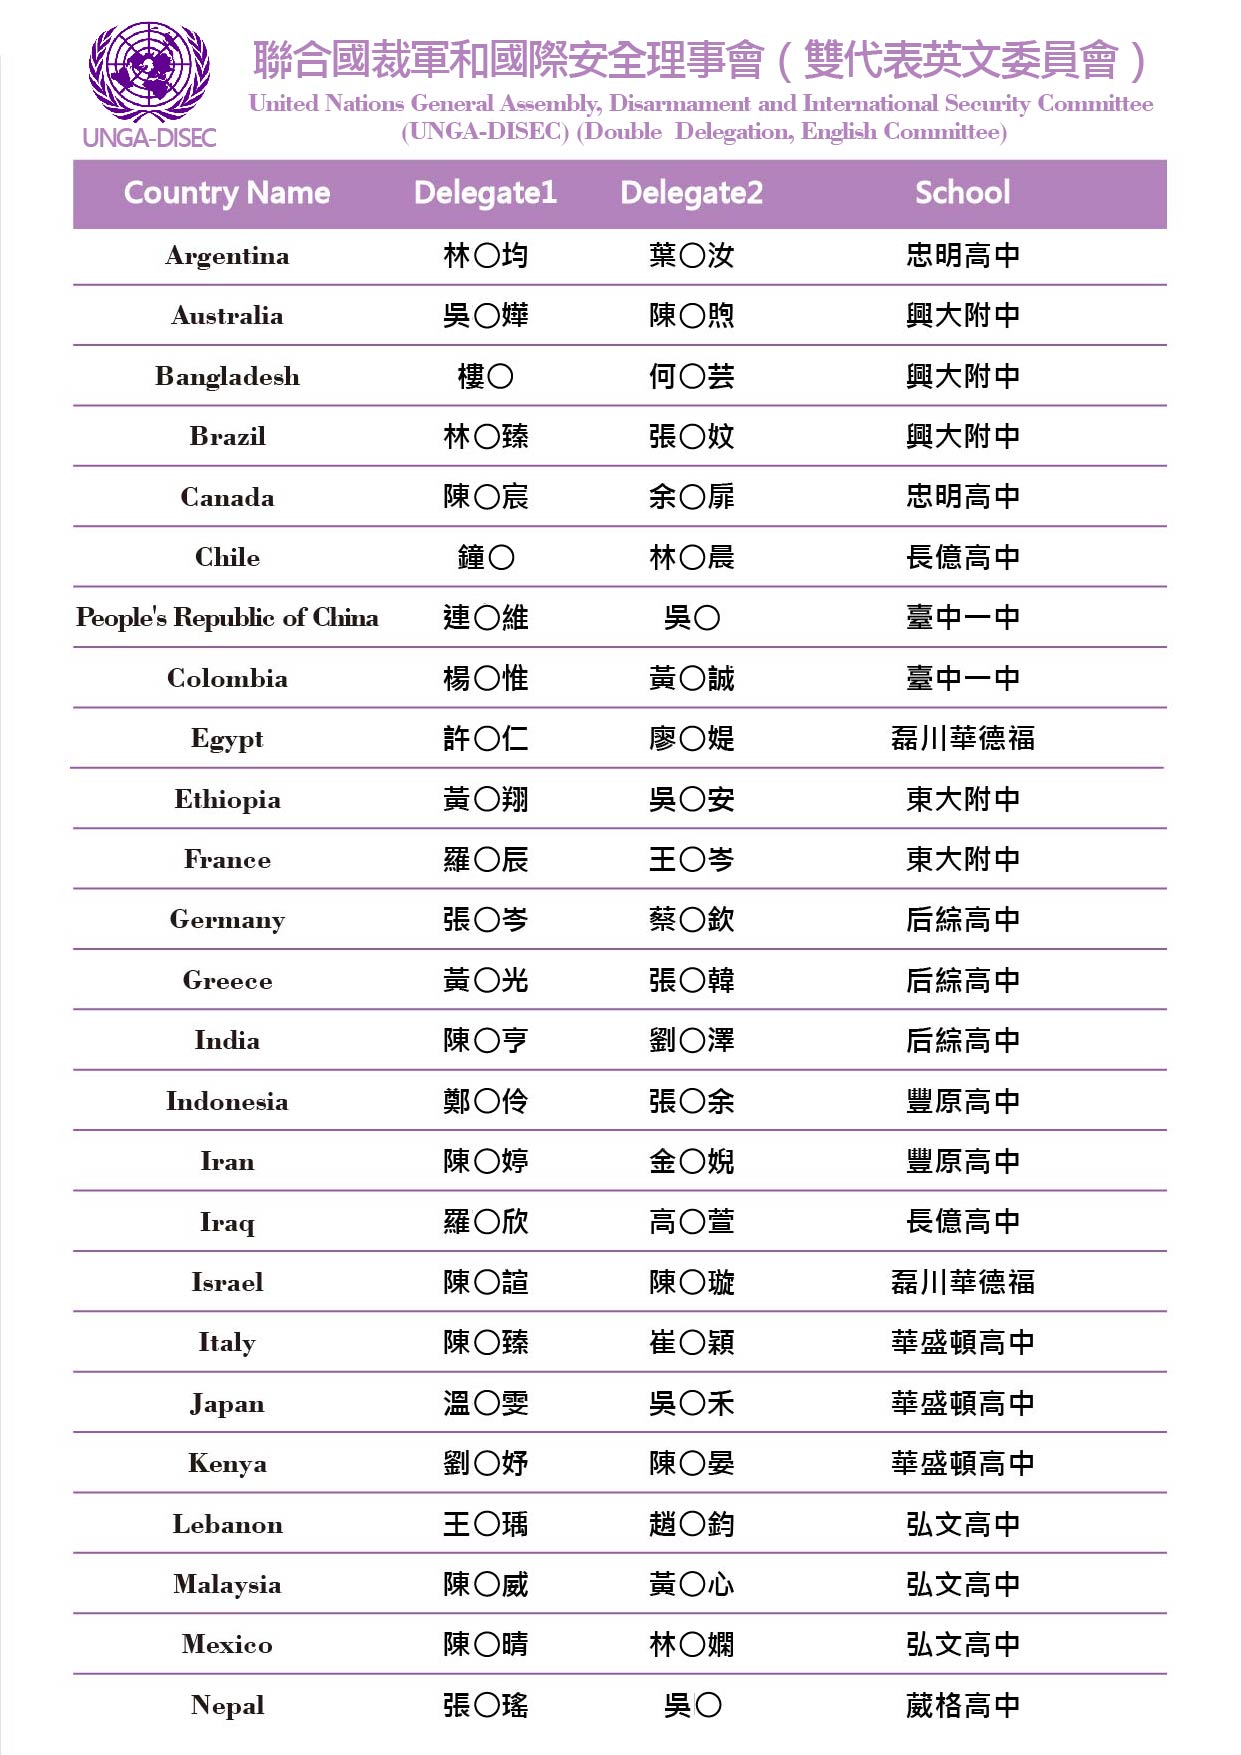 聯合國裁軍和國際安全理事會（雙代表英文委員會）
United Nations General Assembly, Disarmament and International Security Committee
(UNGA-DISEC) (Double Delegation, English Committee)
UNGA-DISEC
Country Name Delegate1 Delegate2 School
Argentina 林〇均 葉〇汝 忠明高中
Australia 吳〇嬅 陳〇煦 興大附中
Bangladesh 樓〇 何〇芸 興大附中
Brazil 林〇臻 張〇妏 興大附中
Canada 陳〇宸 余〇扉 忠明高中
Chile 鐘〇 林〇晨 長億高中
People's Republic of China 連〇維 吳〇 臺中一中
Colombia 楊〇惟 黃〇誠 臺中一中
Egypt 許〇仁 廖〇媞 磊川華德福
Ethiopia 黃〇翔 吳〇安 東大附中
France 羅〇辰 王〇岑 東大附中
Germany 張〇岑 蔡〇欽 后綜高中
Greece 黃〇光 張〇韓 后綜高中
India 陳〇亨 劉〇澤 后綜高中
Indonesia 鄭〇伶 張〇余 豐原高中
Iran 陳〇婷 金〇婗 豐原高中
Iraq 羅〇欣 高〇萱 長億高中
Israel 陳〇諠 陳〇璇 磊川華德福
Italy 陳〇臻 崔〇穎 華盛頓高中
Japan 溫〇雯 吳〇禾 華盛頓高中
Kenya 劉〇妤 陳〇晏 華盛頓高中
Lebanon 王〇瑀 趙〇鈞 弘文高中
Malaysia 陳〇威 黃〇心 弘文高中
Mexico 陳〇晴 林〇嫻 弘文高中
Nepal 張〇瑤 吳〇 葳格高中